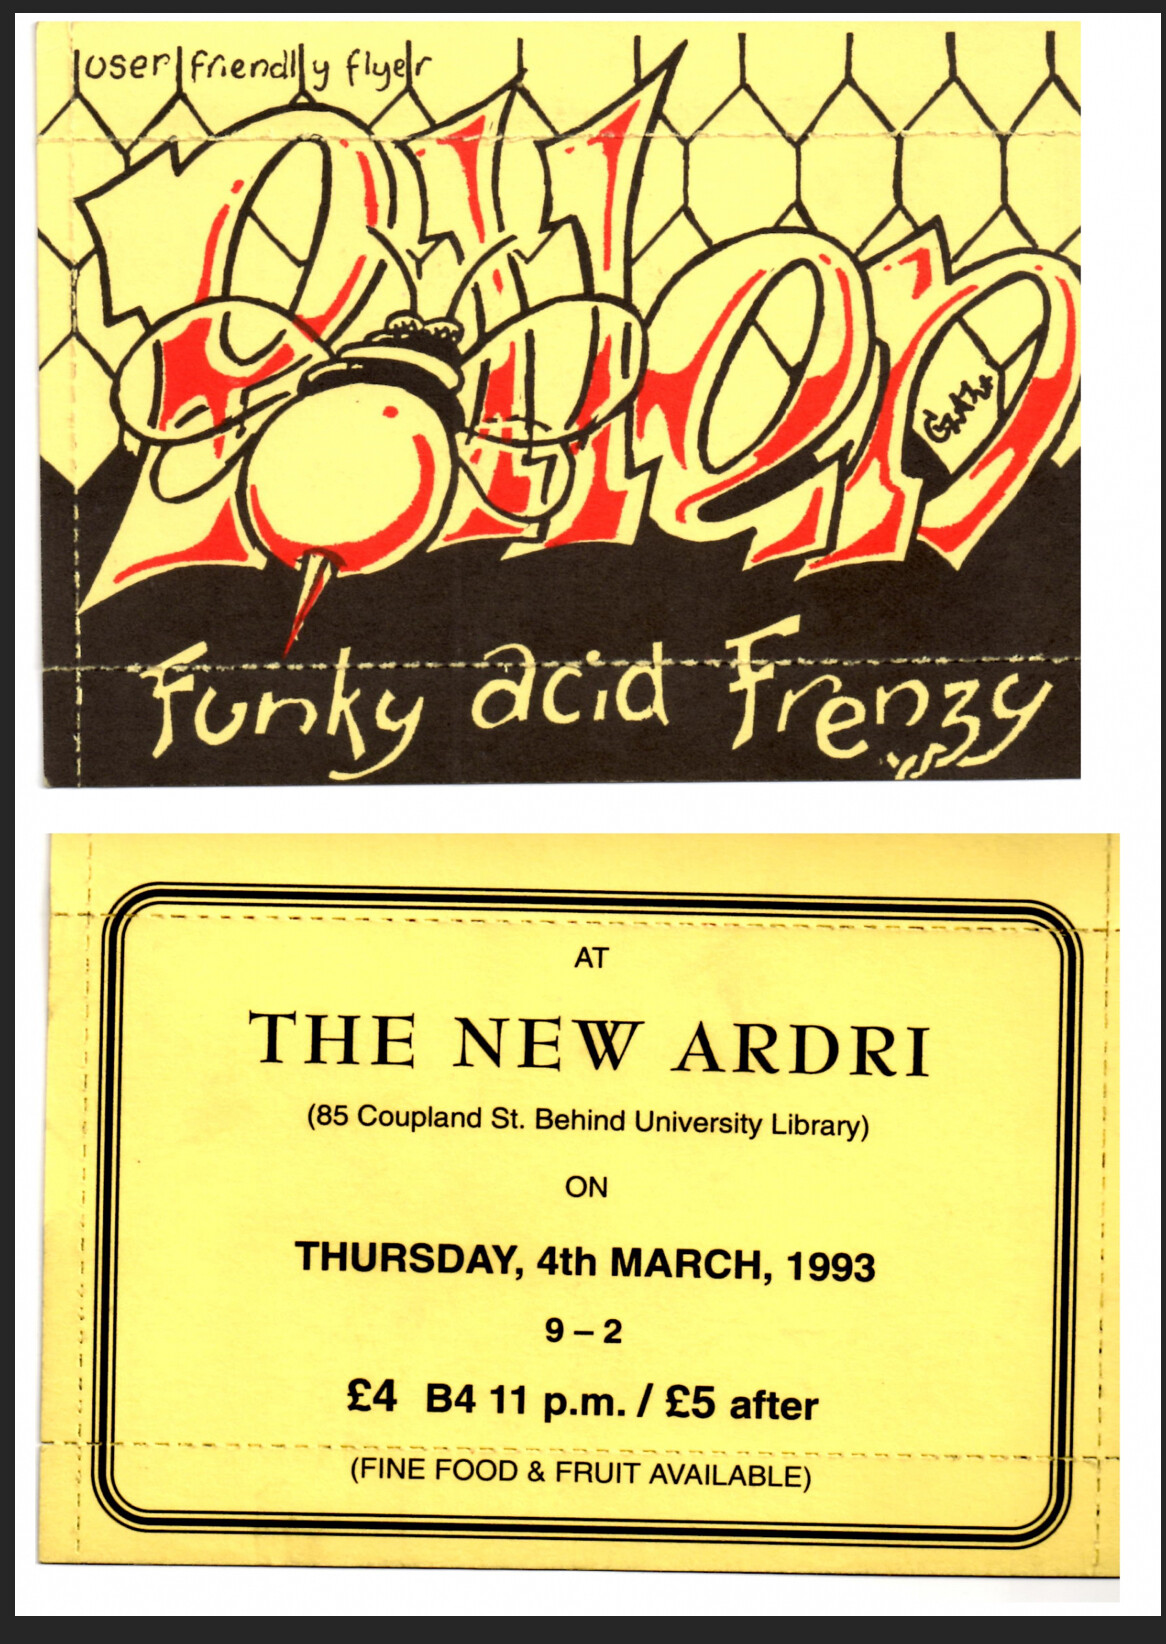 user friendly flyer
Pollen
Funky acid Frenzy
AT
THE NEW ARDRI
(85 Coupland St. Behind University Library)
ON
THURSDAY, 4th MARCH, 1993
9 – 2
£4 B4 11 p.m. / £5 after
(FINE FOOD & FRUIT AVAILABLE)